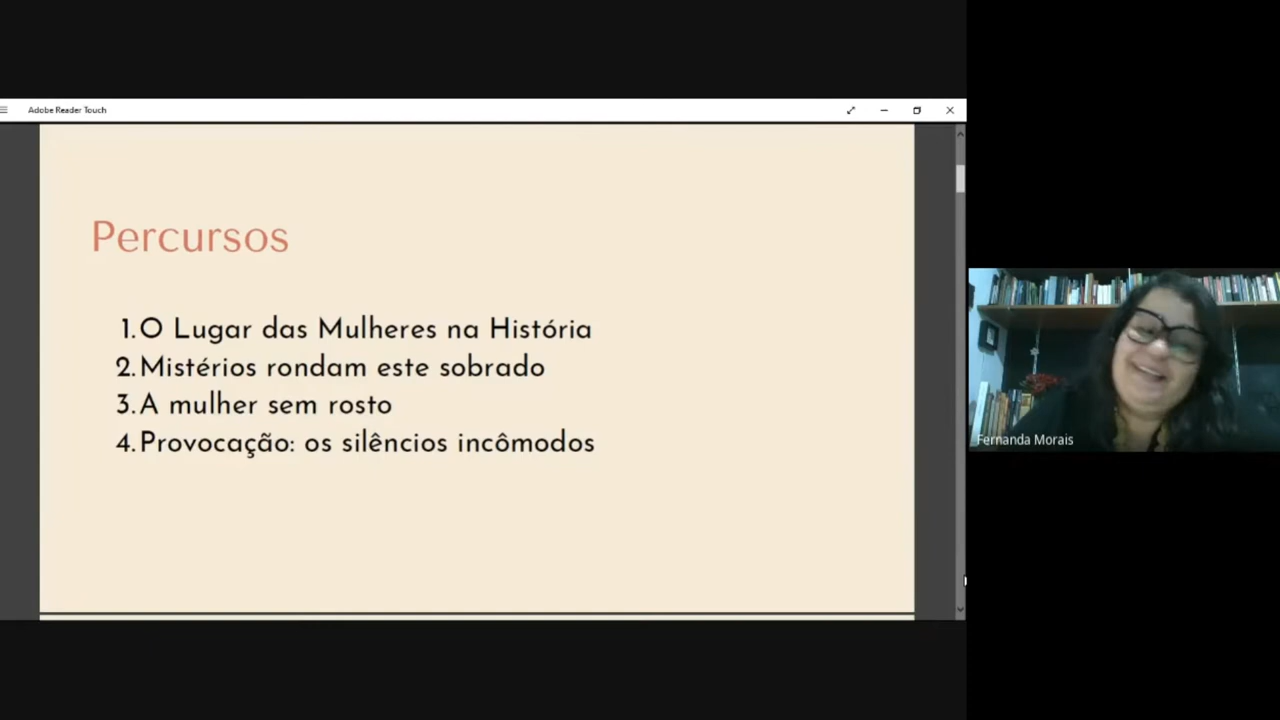 Adobe Reader Touch
Percursos
1. O Lugar das Mulheres na História
2. Mistérios rondam este sobrado
3. A mulher sem rosto
4. Provocação: os silêncios incômodos
Fernanda Morais